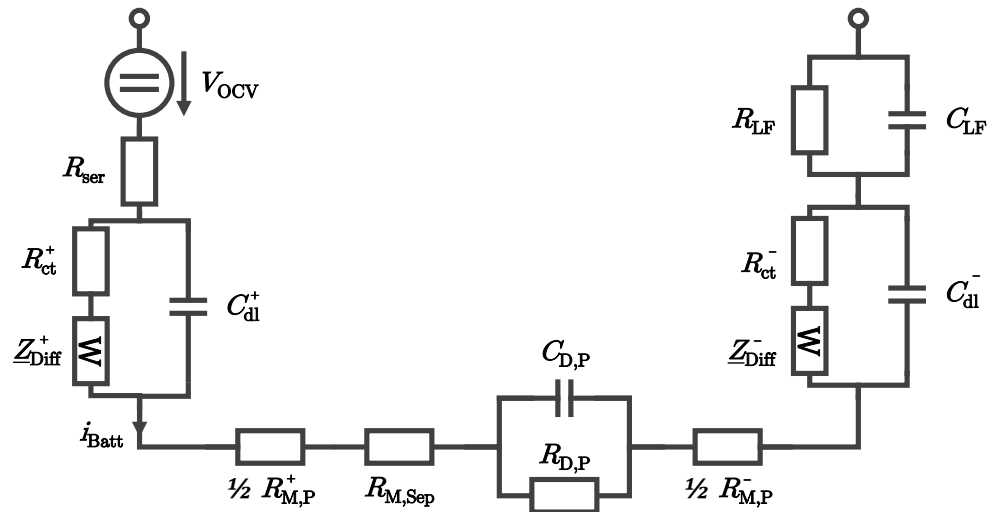 V_OCV
R_ser
R_ct^+
C_dl^+
Z_Diff^+
W
i_Batt
½ R_M,P^+
R_M,Sep
C_D,P
R_D,P
½ R_M,P^-
R_LF
C_LF
R_ct^-
C_dl^-
Z_Diff^-
W